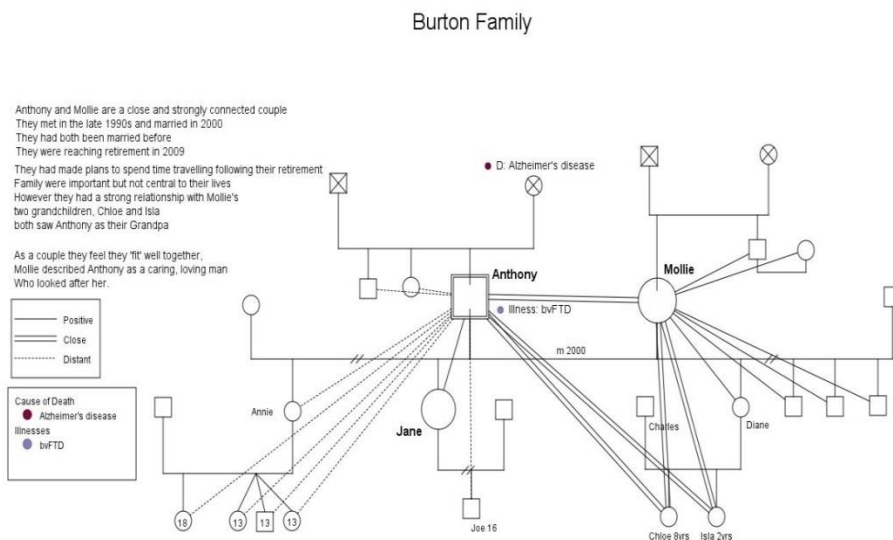 Burton Family
Anthony and Mollie are a close and strongly connected couple
They met in the late 1990s and married in 2000
They had both been married before
They were reaching retirement in 2009
They had made plans to spend time travelling following their retirement
Family were important but not central to their lives
However they had a strong relationship with Mollie's
two grandchildren, Chloe and Isla
both saw Anthony as their Grandpa
As a couple they feel they 'fit' well together,
Mollie described Anthony as a caring, loving man
Who looked after her.
D: Alzheimer's disease
Anthony
Mollie
Illness: bvFTD
m 2000
Positive
Close
Distant
Cause of Death
Alzheimer's disease
Illnesses
bvFTD
Annie
Jane
Charles
Diane
18
13
13
13
Joe 16
Chloe 8yrs
Isla 2yrs